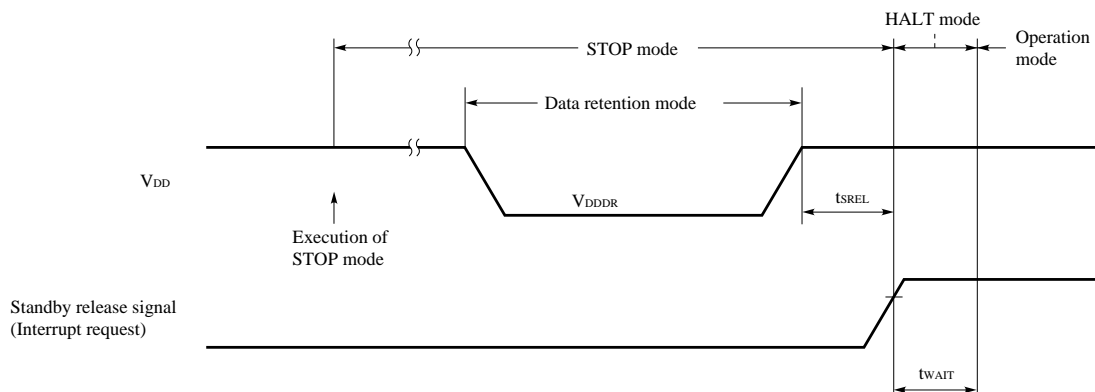 HALT mode
STOP mode
Operation
mode
Data retention mode
VDD
VDDDR
tSREL
Execution of
STOP mode
Standby release signal
(Interrupt request)
tWAIT